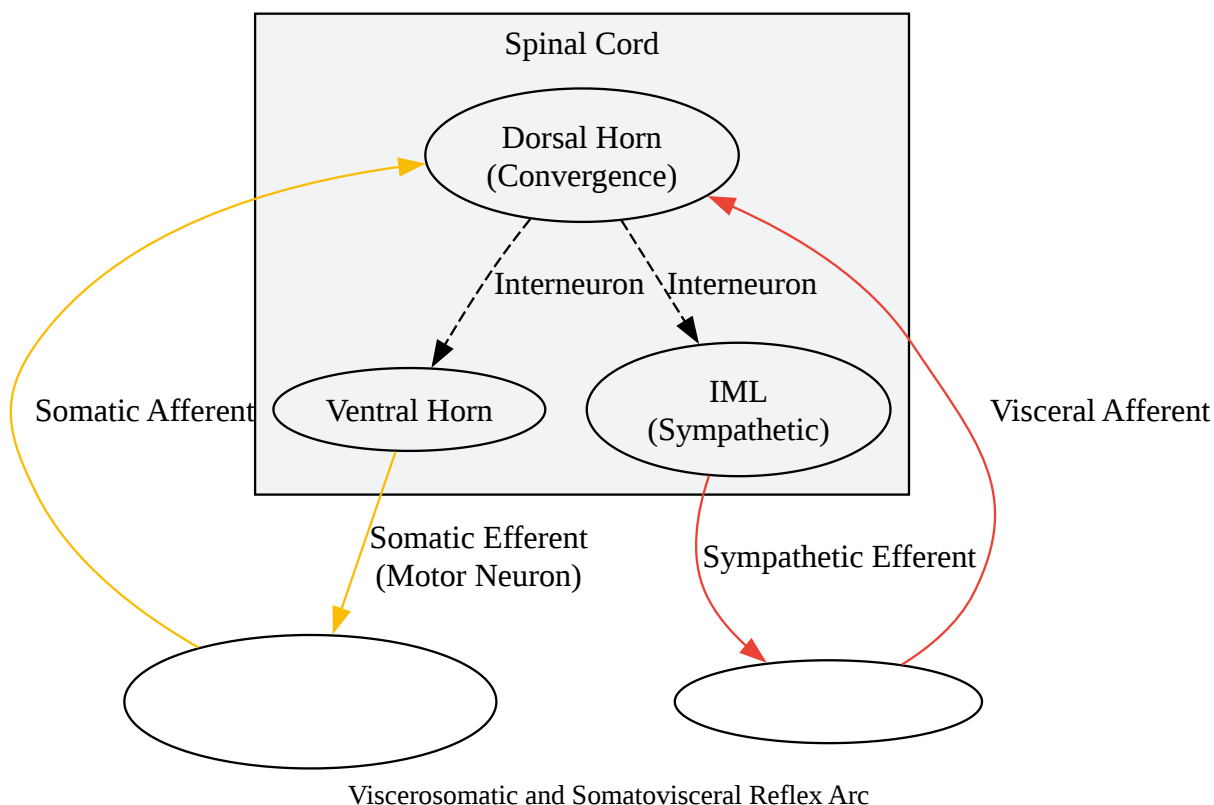 Spinal Cord
Dorsal Horn
(Convergence)
Interneuron
Interneuron
Somatic Afferent
Ventral Horn
IML
(Sympathetic)
Visceral Afferent
Somatic Efferent
(Motor Neuron)
Sympathetic Efferent
Viscerosomatic and Somatovisceral Reflex Arc